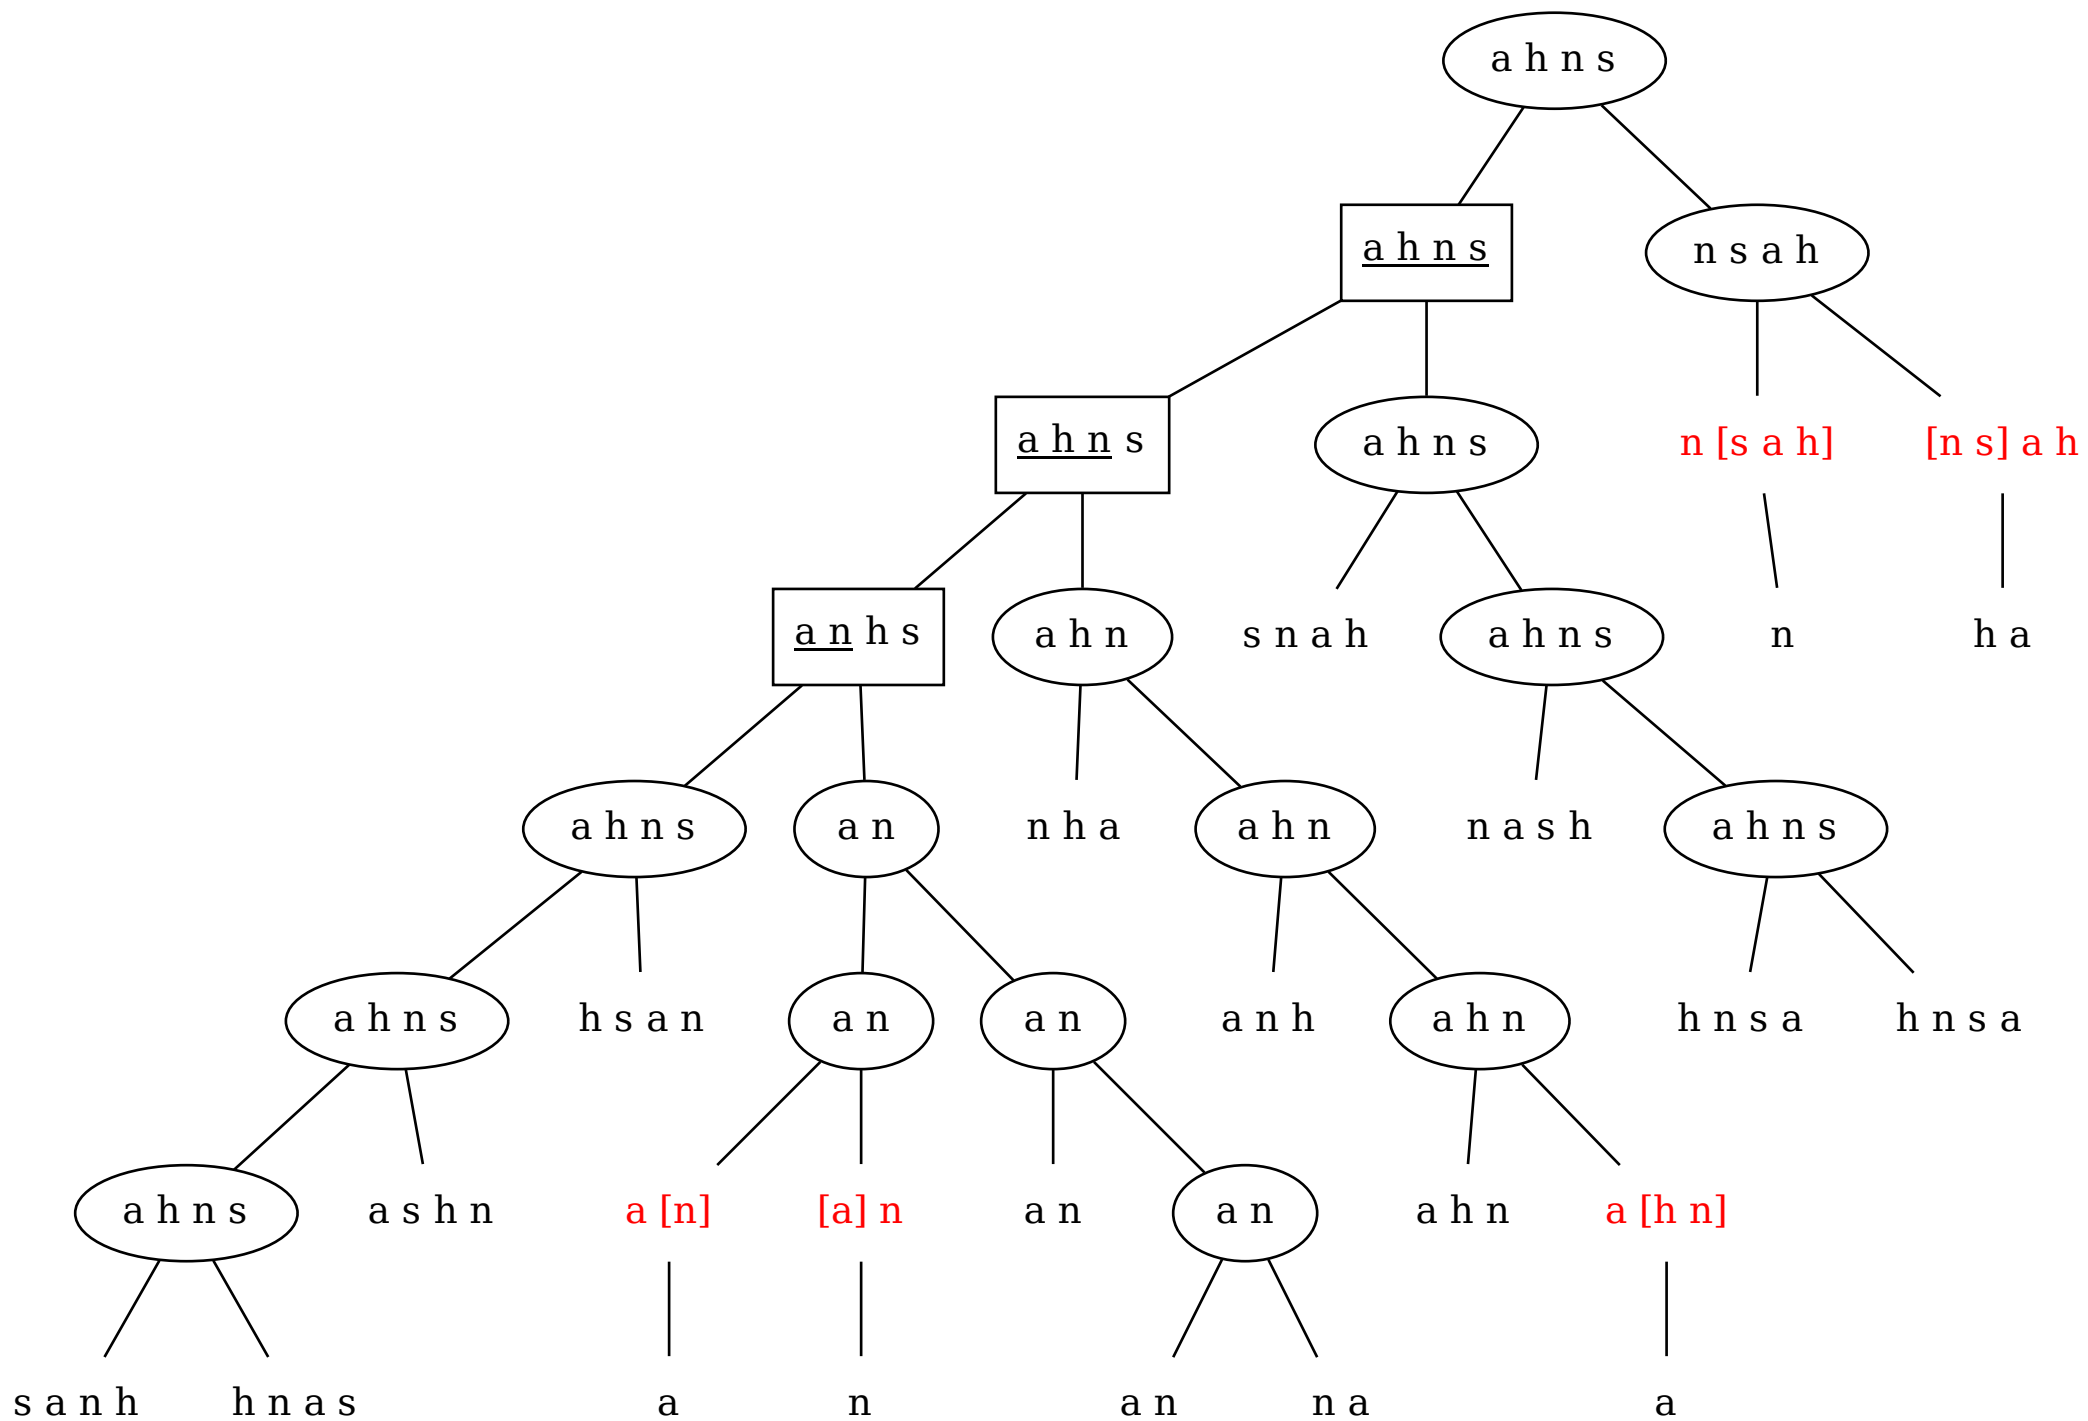 a h n s
a h n s
n s a h
a h n s
a h n s
n [s a h]
[n s] a h
a n h s
a h n
s n a h
a h n s
n
h a
a h n s
a n
n h a
a h n
n a s h
a h n s
a h n s
h s a n
a n
a n
a n h
a h n
h n s a
h n s a
a h n s
a s h n
a [n]
[a] n
a n
a n
a h n
a [h n]
s a n h
h n a s
a
n
a n
n a
a